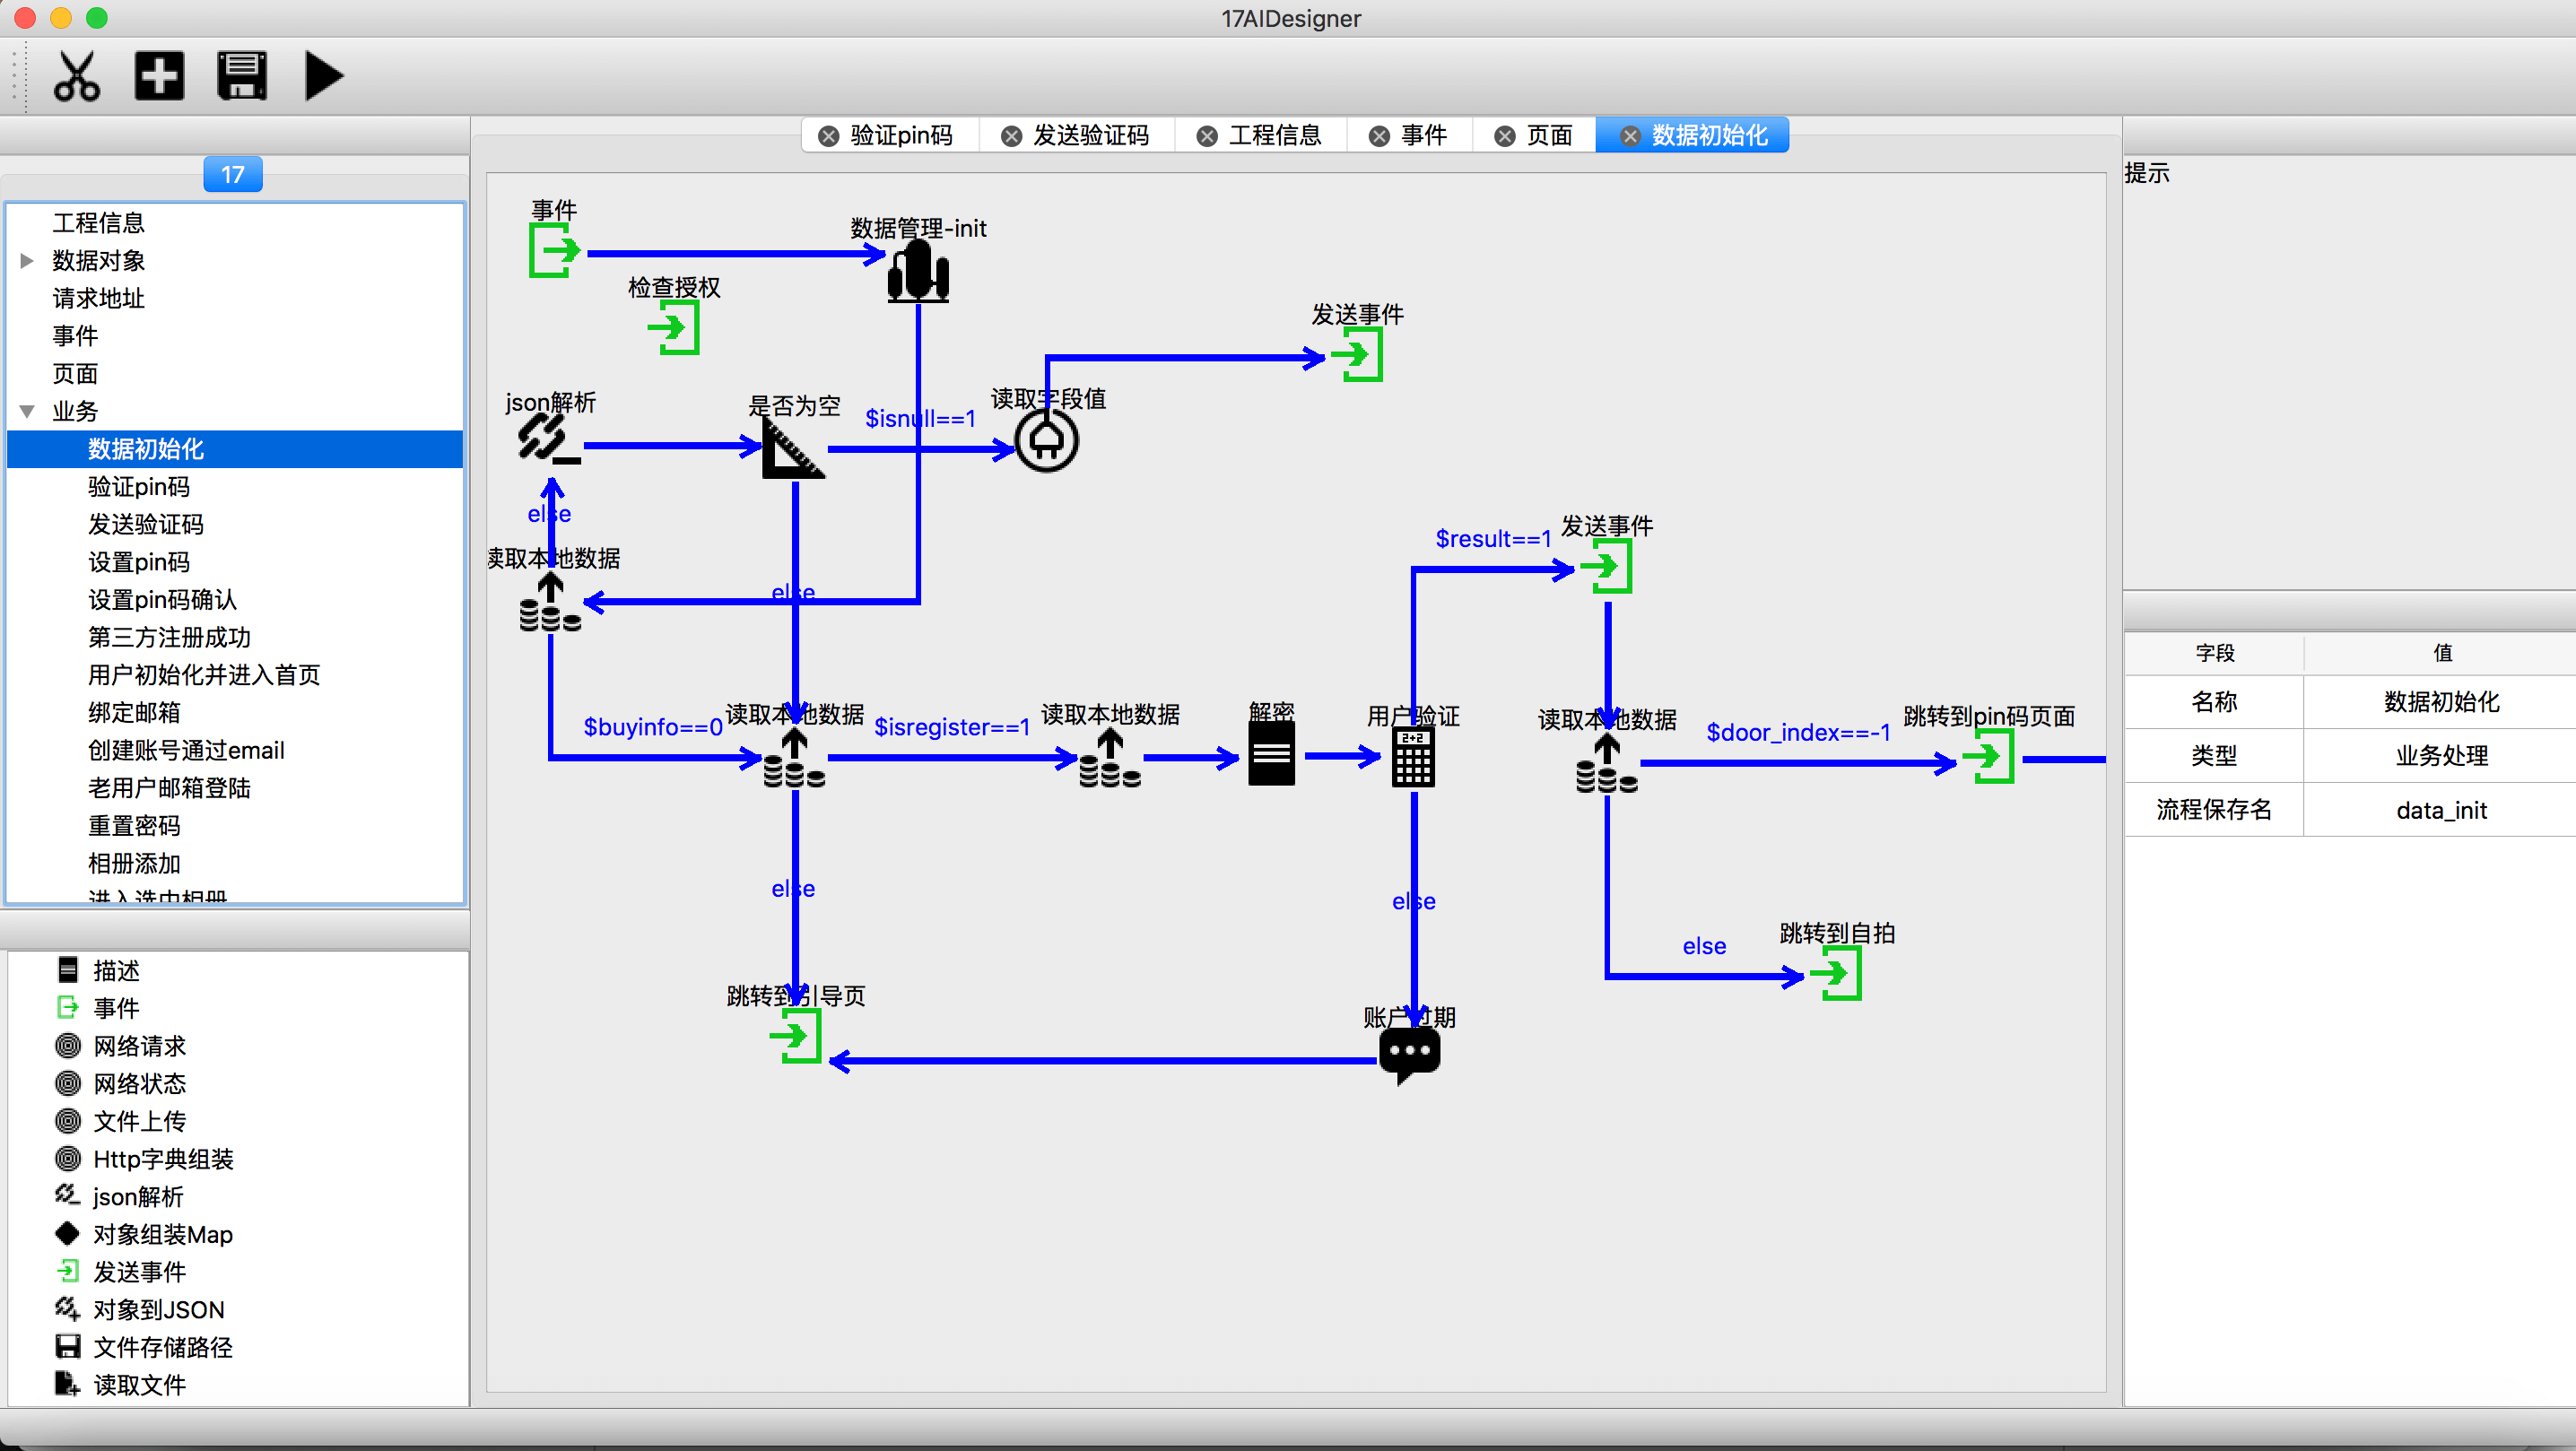 17AIDesigner
验证pin码
发送验证码
工程信息
事件
页面
数据初始化
17
工程信息
数据对象
请求地址
事件
页面
业务
数据初始化
验证pin码
发送验证码
设置pin码
设置pin码确认
第三方注册成功
用户初始化并进入首页
绑定邮箱
创建账号通过email
老用户邮箱登陆
重置密码
相册添加
进入选中相册
描述
事件
网络请求
网络状态
文件上传
Http字典组装
json解析
对象组装Map
发送事件
对象到JSON
文件存储路径
读取文件
事件
数据管理-init
检查授权
发送事件
json解析
是否为空
$isnull==1
读取字段值
else
读取本地数据
else
$result==1
发送事件
$buyinfo==0
读取本地数据
$isregister==1
读取本地数据
解密
2+2
用户验证
读取本地数据
$door_index==-1
跳转到pin码页面
else
else
else
跳转到自拍
跳转到引导页
账户过期
提示
字段
值
名称
数据初始化
类型
业务处理
流程保存名
data_init